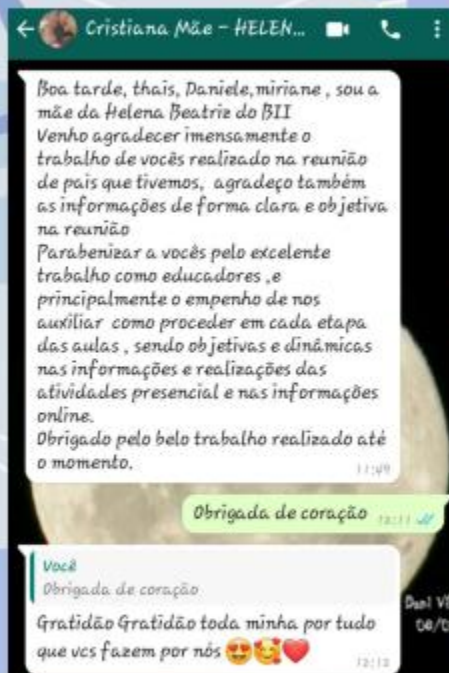 Cristiana Mãe - HELEN...
Boa tarde, thais, Daniele,miriane , sou a
mãe da Helena Beatriz do BII
Venho agradecer imensamente o
trabalho de vocês realizado na reunião
de pais que tivemos, agradeço também
as informações de forma clara e objetiva
na reunião
Parabenizar a vocês pelo excelente
trabalho como educadores ,e
principalmente o empenho de nos
auxiliar como proceder em cada etapa
das aulas , sendo objetivas e dinâmicas
nas informações e realizações das
atividades presencial e nas informações
online.
Obrigado pelo belo trabalho realizado até
o momento.
11:49
Obrigada de coração 12:11
Você
Obrigada de coração
Gratidão Gratidão toda minha por tudo
que vcs fazem por nós 😍🥰❤️
12:12